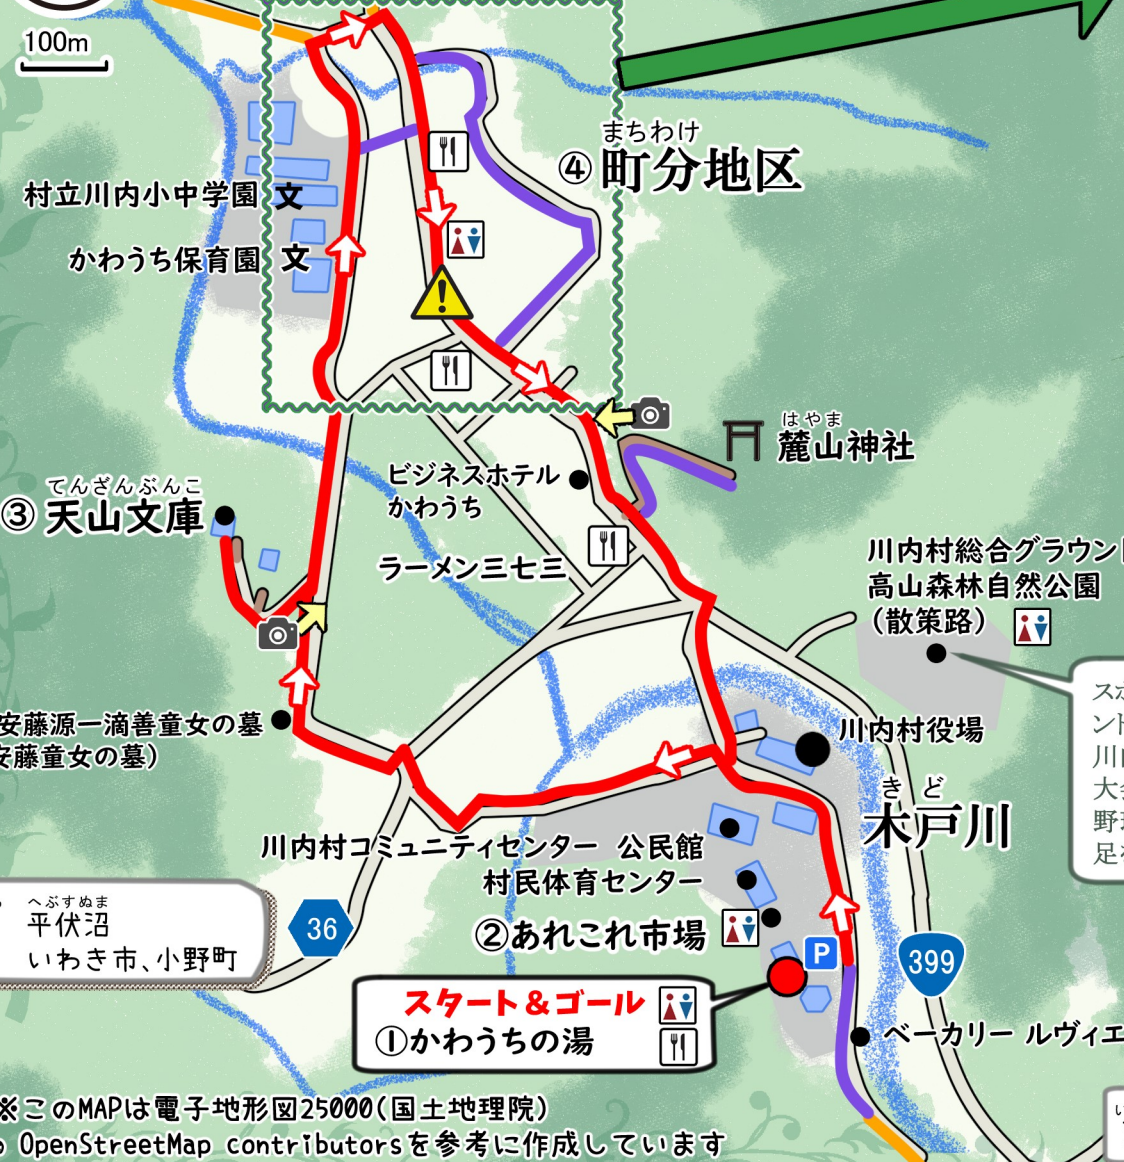 100m
まちわけ
④町分地区
村立川内小中学園 文
かわうち保育園 文
はやま
麓山神社
ビジネスホテル
かわうち
てんざんぶんこ
③天山文庫
ラーメン三七三
川内村総合グラウンド
高山森林自然公園
(散策路)
安藤源一滴善童女の墓
安藤童女の墓)
川内村役場
きど
木戸川
川内村コミュニティセンター 公民館
村民体育センター
②あれこれ市場
P
36
399
へぶすぬま
平伏沼
いわき市、小野町
スタート&ゴール
①かわうちの湯
ベーカリー ルヴィエ
※このMAPは電子地形図25000(国土地理院)
OpenStreetMap contributorsを参考に作成しています